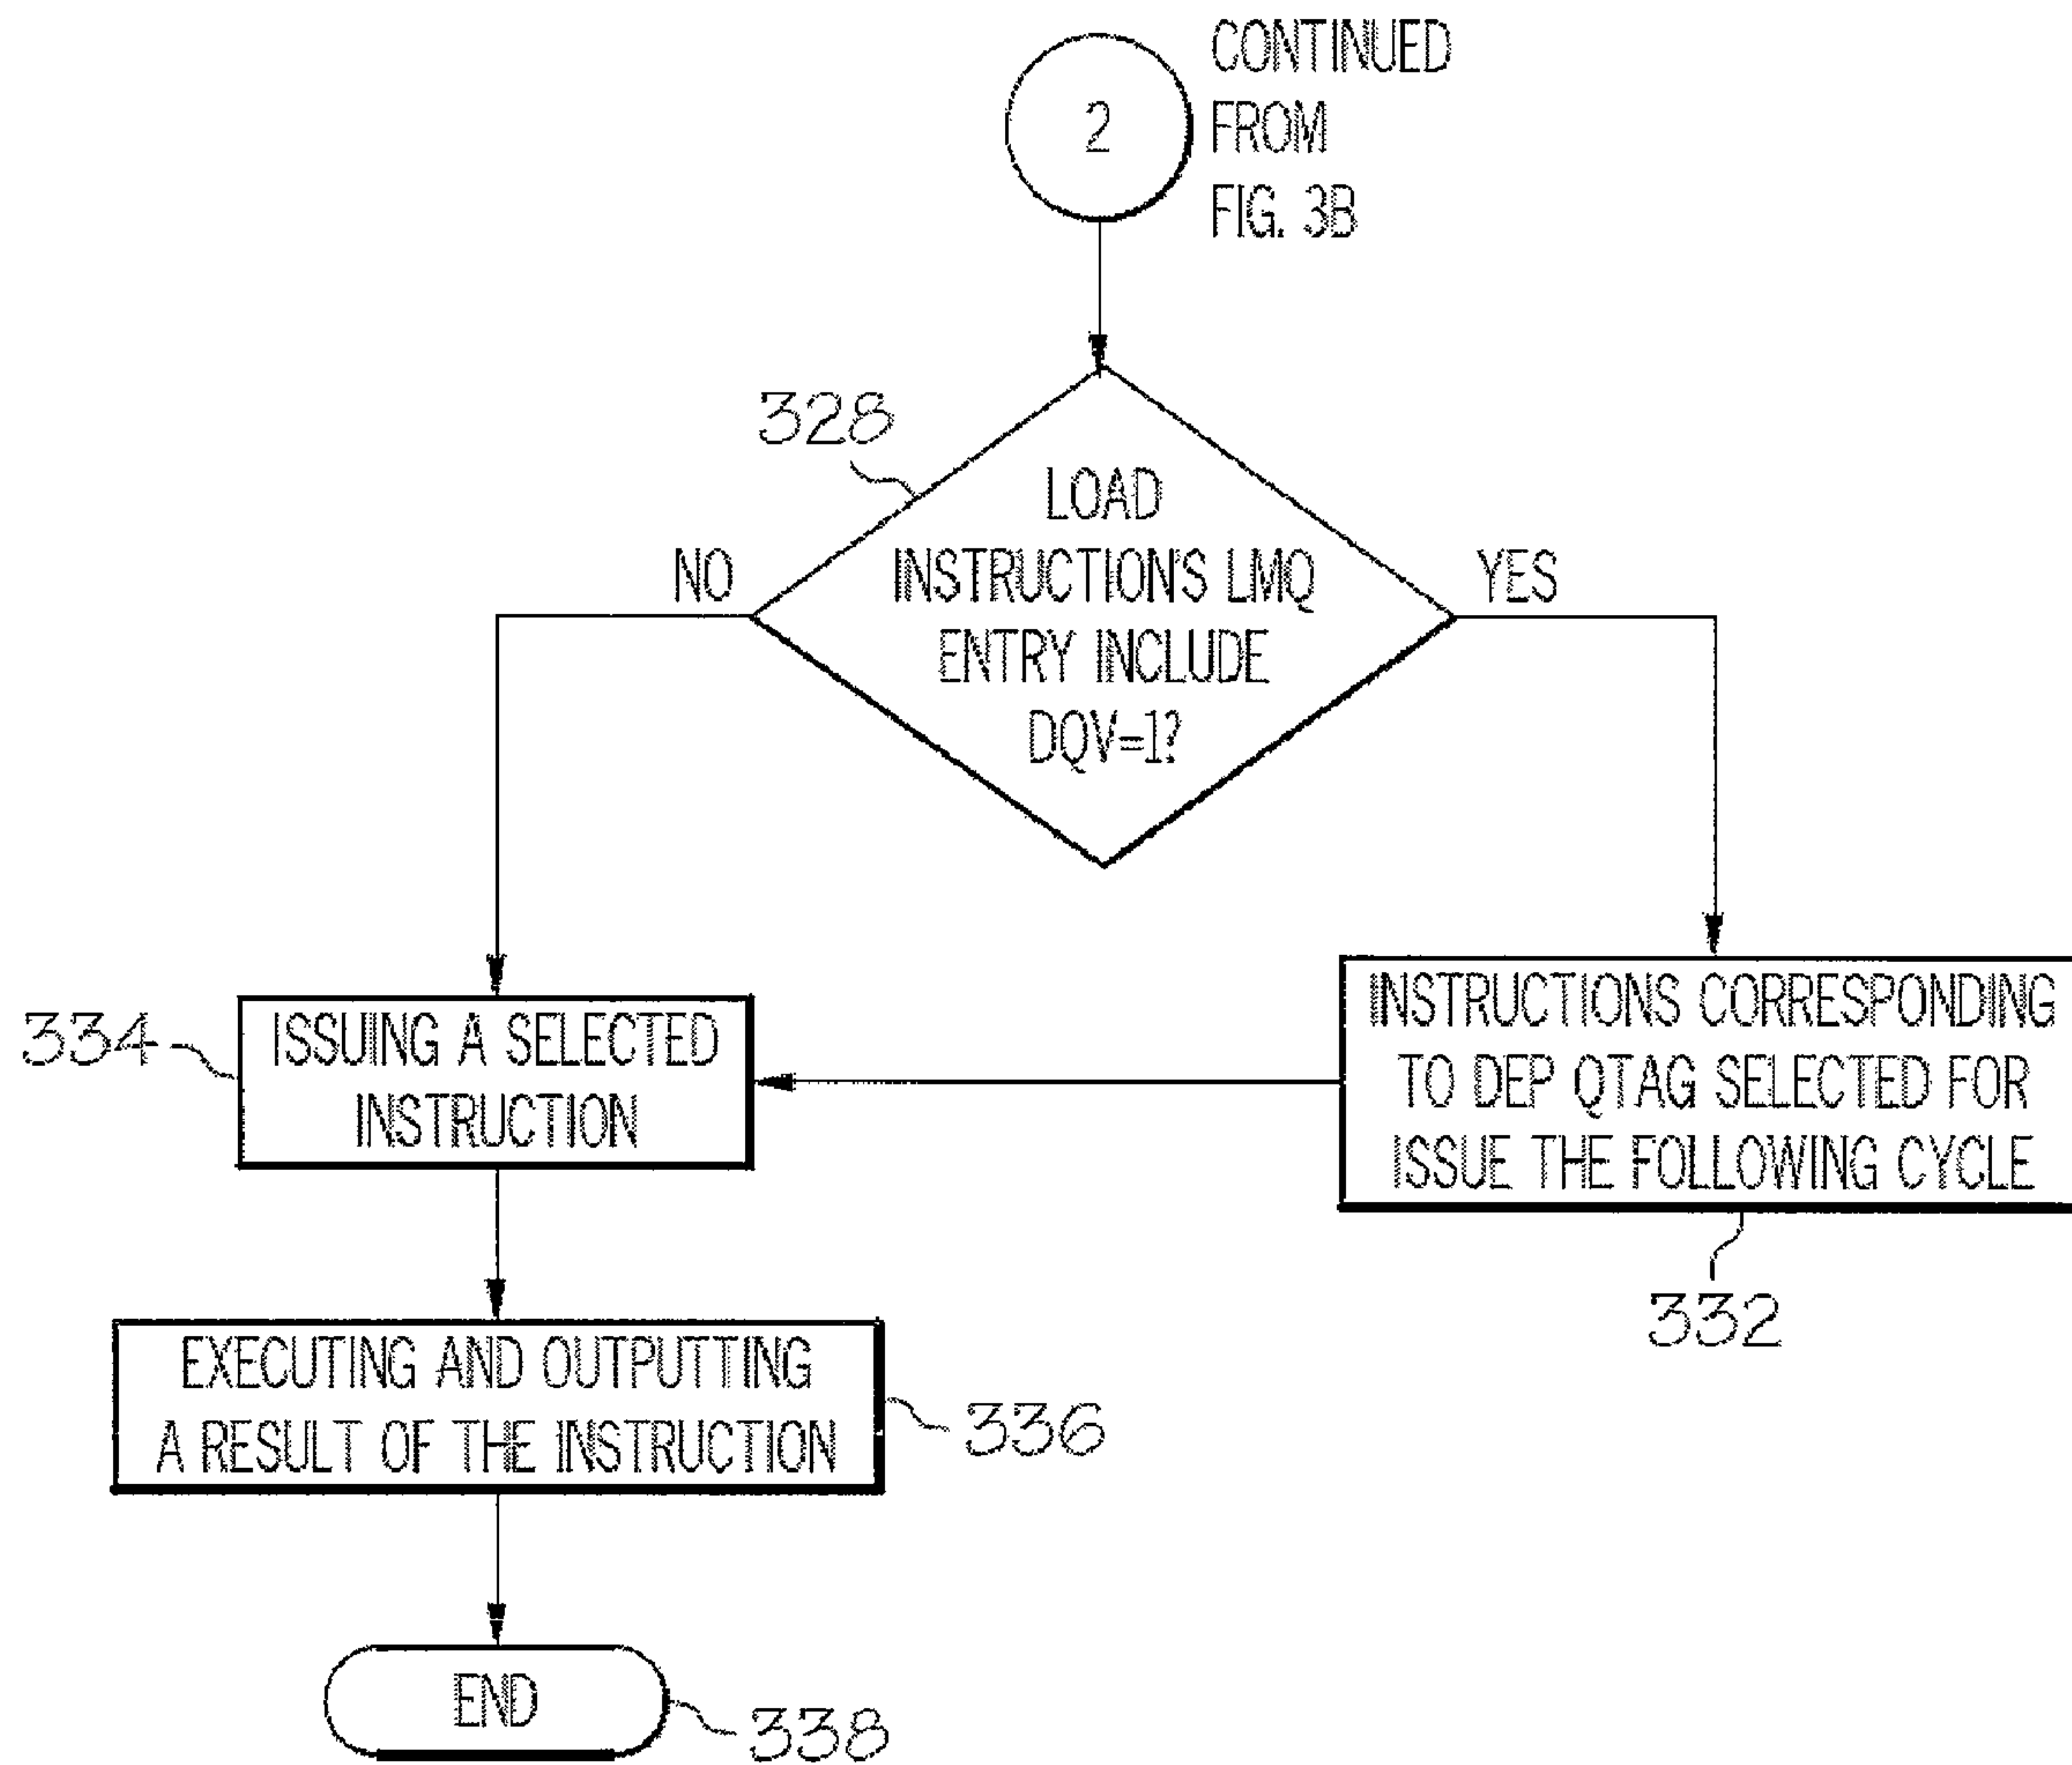 2
CONTINUED
FROM
FIG. 3B
328
LOAD
INSTRUCTION'S LMQ
ENTRY INCLUDE
DQV=1?
NO
YES
334
ISSUING A SELECTED
INSTRUCTION
INSTRUCTIONS CORRESPONDING
TO DEP QTAG SELECTED FOR
ISSUE THE FOLLOWING CYCLE
332
EXECUTING AND OUTPUTTING
A RESULT OF THE INSTRUCTION
336
END
338